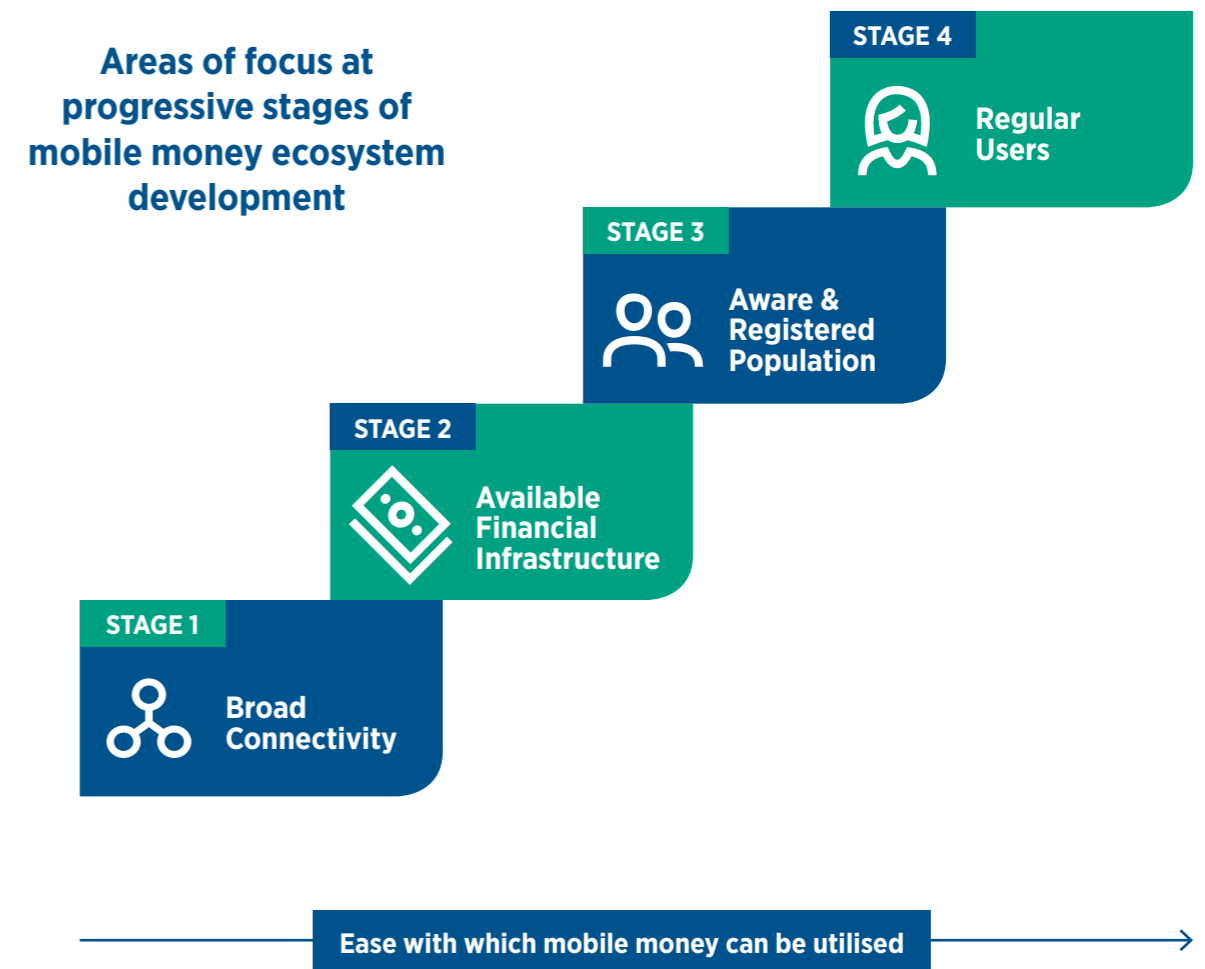 Areas of focus at
progressive stages of
mobile money ecosystem
development
STAGE 4
Regular
Users
STAGE 3
Aware &
Registered
Population
STAGE 2
Available
Financial
Infrastructure
STAGE 1
Broad
Connectivity
Ease with which mobile money can be utilised